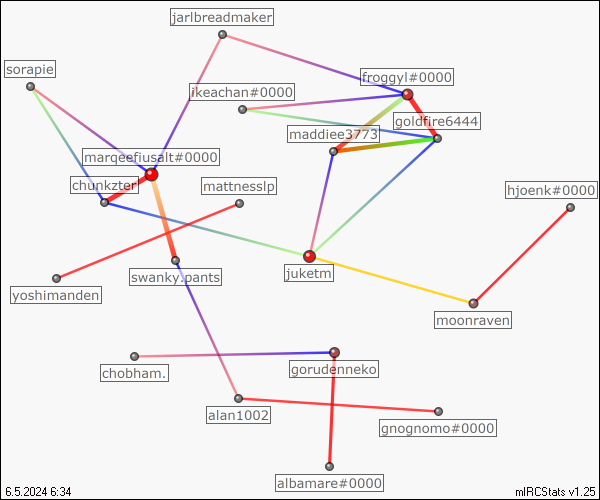 jarlbreadmaker
sorapie
froggyl#0000
ikeachan#0000
goldfire6444
maddiee3773
marqeefiusalt#0000
chunkzter
mattnesslp
hjoenk#0000
juketm
swanky.pants
yoshimanden
moonraven
chobham.
gorudenneko
alan1002
gnognomo#0000
albamare#0000
6.5.2024 6:34
mIRCStats v1.25